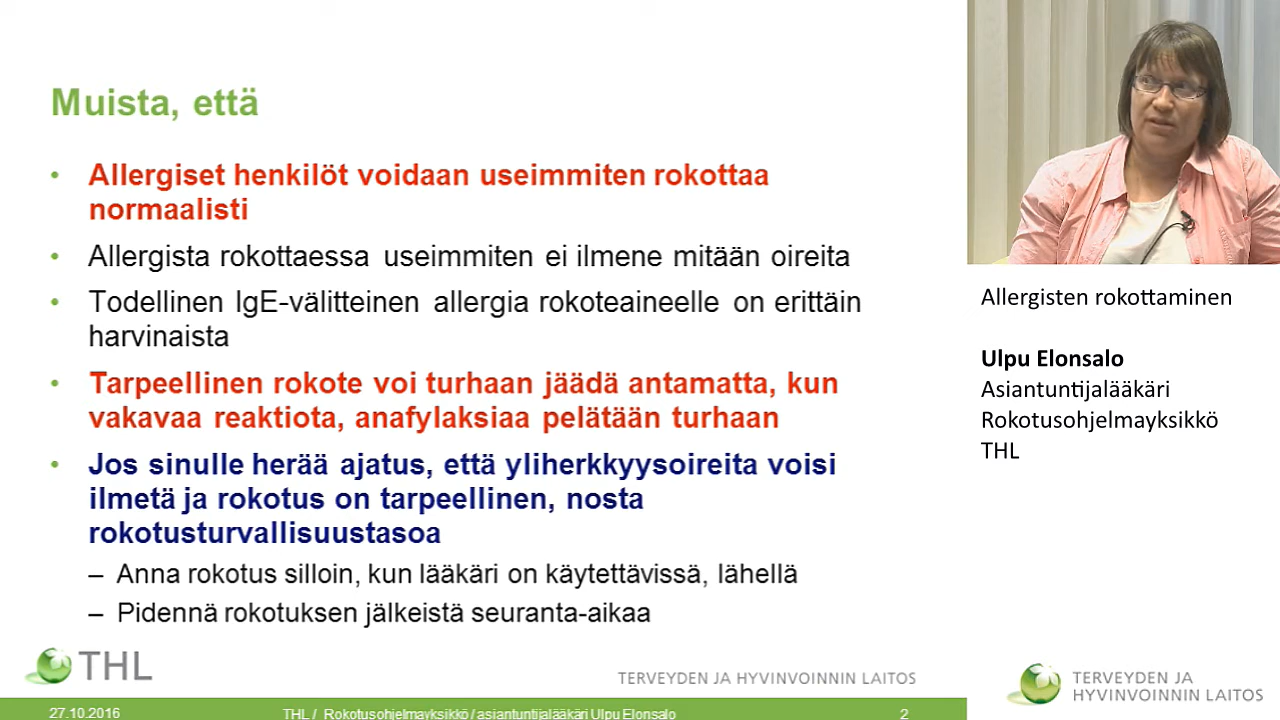 Muista, että
• Allergiset henkilöt voidaan useimmiten rokottaa
normaalisti
• Allergista rokottaessa useimmiten ei ilmene mitään oireita
• Todellinen IgE-välitteinen allergia rokoteaineelle on erittäin
harvinaista
• Tarpeellinen rokote voi turhaan jäädä antamatta, kun
vakavaa reaktiota, anafylaksiaa pelätään turhaan
• Jos sinulle herää ajatus, että yliherkkyysoireita voisi
ilmetä ja rokotus on tarpeellinen, nosta
rokotusturvallisuustasoa
– Anna rokotus silloin, kun lääkäri on käytettävissä, lähellä
– Pidennä rokotuksen jälkeistä seuranta-aikaa
THL
TERVEYDEN JA HYVINVOINNIN LAITOS
27.10.2016
THL / Rokotusohjelmayksikkö / asiantuntijalääkäri Ulpu Elonsalo
2
Allergisten rokottaminen
Ulpu Elonsalo
Asiantuntijalääkäri
Rokotusohjelmayksikkö
THL
TERVEYDEN JA
HYVINVOINNIN LAITOS